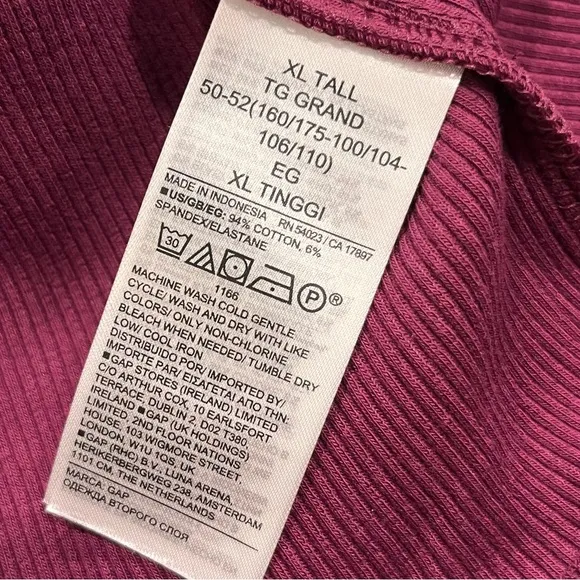 XL TALL
TG GRAND
50-52(160/175-100/104-
106/110)
EG
XL TINGGI
MADE IN INDONESIA RN 54023 / CA 17897
■US/GB/EG: 94% COTTON, 6%
SPANDEX/ELASTANE
30 P ®
1166
MACHINE WASH COLD GENTLE
CYCLE/ WASH AND DRY WITH LIKE
COLORS/ ONLY NON-CHLORINE
BLEACH WHEN NEEDED/ TUMBLE DRY
LOW/ COOL IRON
DISTRIBUIDO POR/ IMPORTED BY/
IMPORTE PAR/ ΕΙΣΑΓΕΤΑΙ ΑΠΟ ΤΗΝ:
■GAP STORES (IRELAND) LIMITED
C/O ARTHUR COX, 10 EARLSFORT
TERRACE, DUBLIN 2, D02 T380,
IRELAND ■GAP (UK HOLDINGS)
LIMITED, 2ND FLOOR NATIONS
HOUSE, 103 WIGMORE STREET,
LONDON, W1U 1QS, UK
■GAP (RHC) B.V. LUNA ARENA,
HERIKERBERGWEG 238, AMSTERDAM
1101 CM. THE NETHERLANDS
MARCA: GAP
ОДЕЖДА ВТОРОГО СЛОЯ